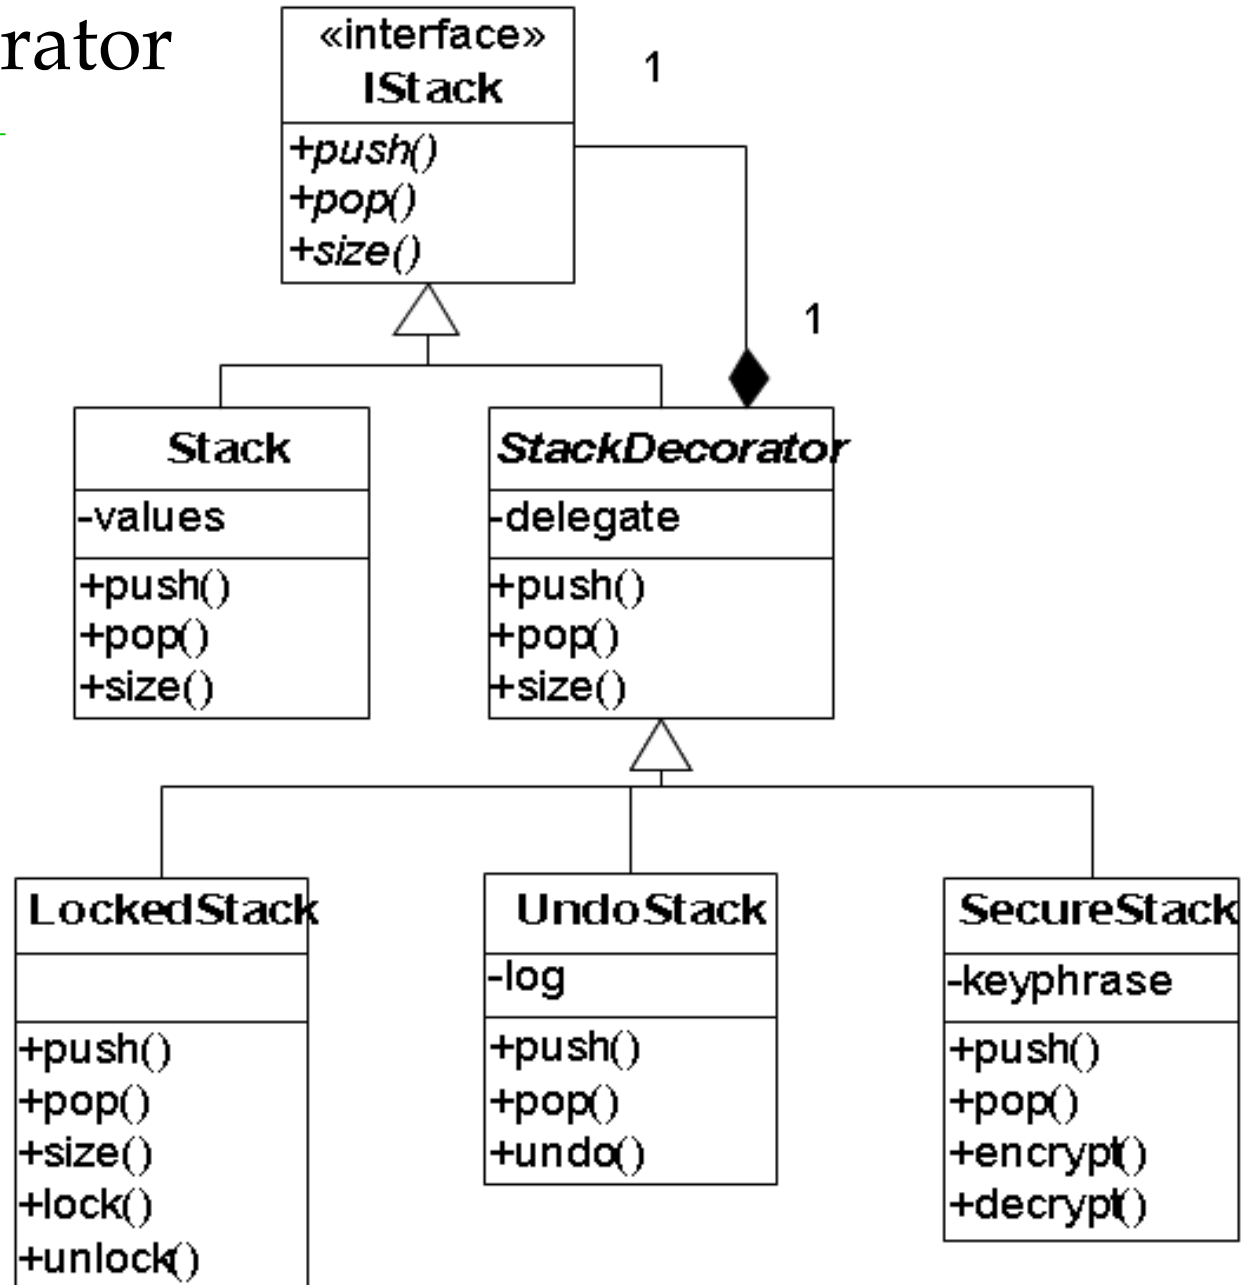 rator
«interface»
IStack
1
+push()
+pop()
+size()
1
Stack
-values
+push()
+pop()
+size()
StackDecorator
-delegate
+push()
+pop()
+size()
LockedStack
+push()
+pop()
+size()
+lock()
+unlock()
UndoStack
-log
+push()
+pop()
+undo()
SecureStack
-keyphrase
+push()
+pop()
+encrypt()
+decrypt()